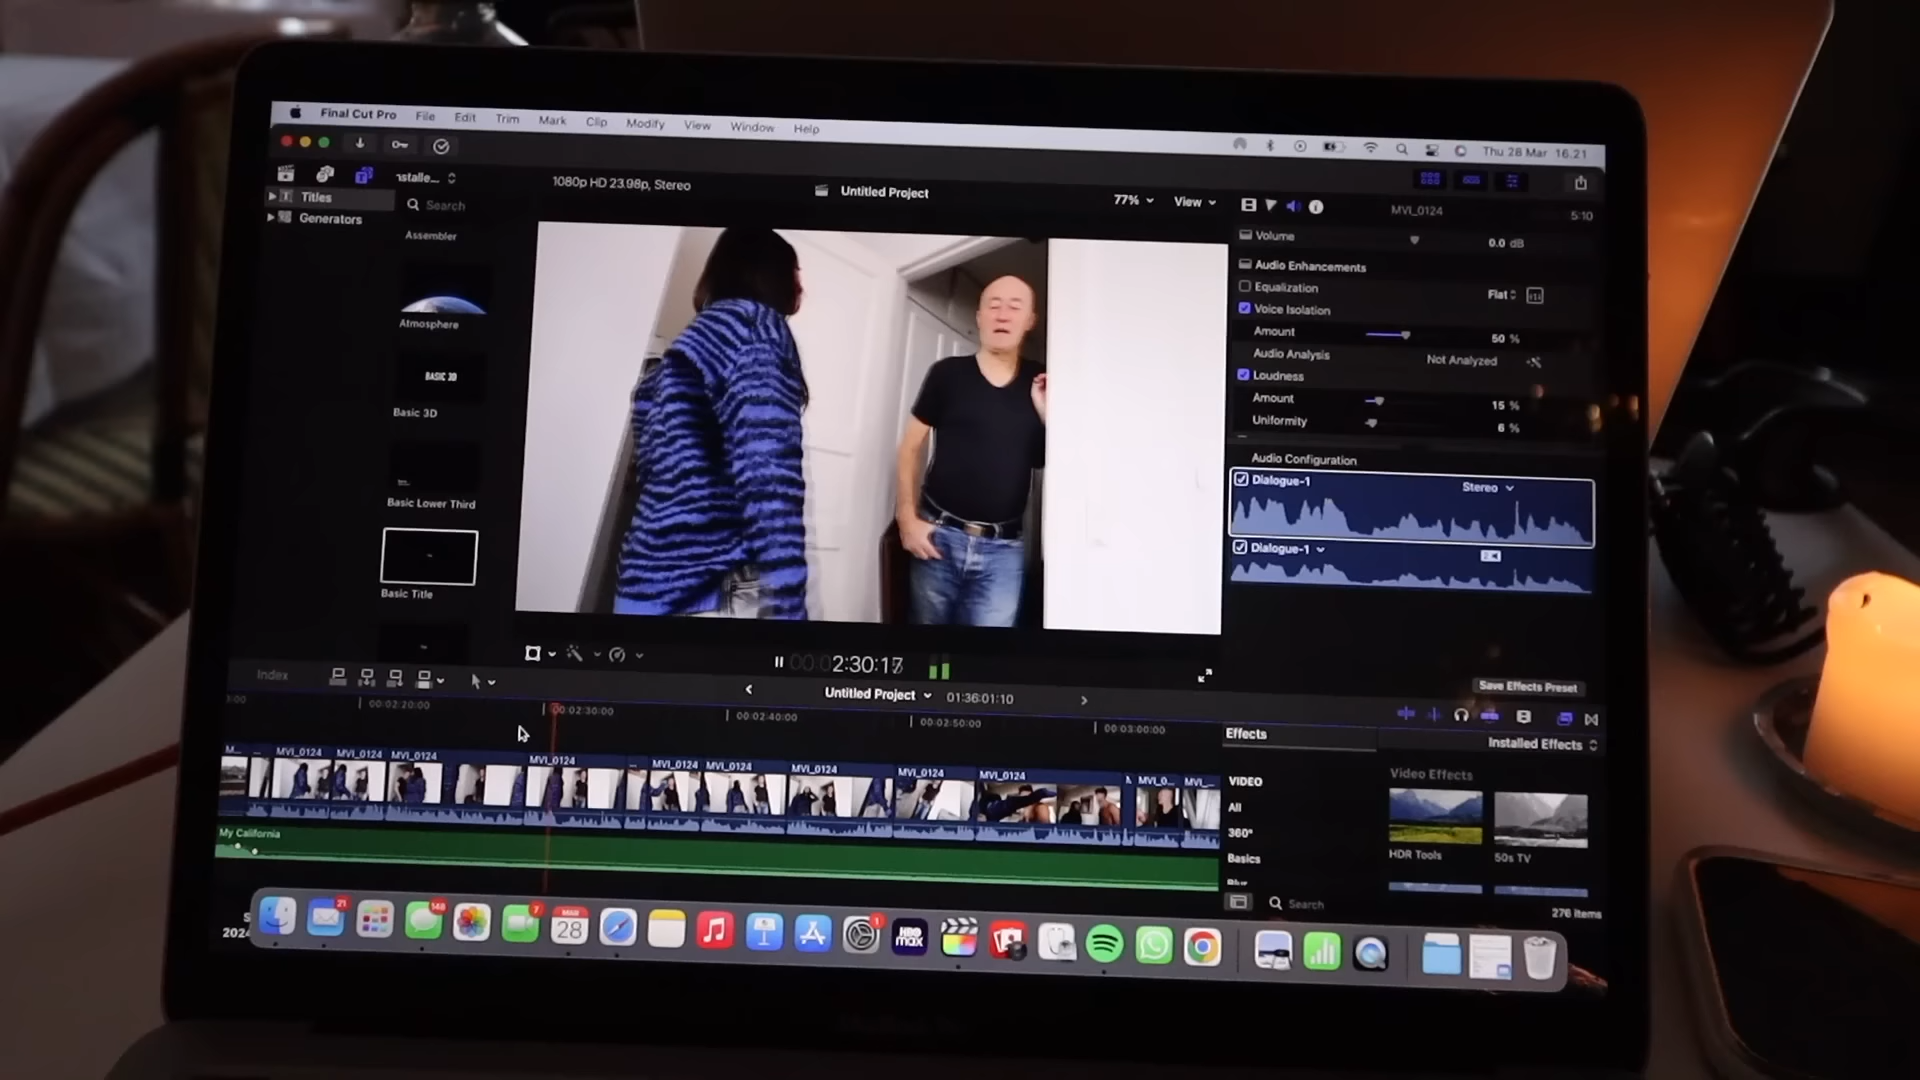 Final Cut Pro File Edit Trim Mark Clip Modify View Window Help
Thu 28 Mar 16.21
Titles
Generators
Search
Assembler
Atmosphere
BASIC 3D
Basic 3D
Basic Lower Third
Basic Title
1080p HD 23.98p, Stereo
Untitled Project
77% View
MVI_0124 5:10
Volume 0.0 dB
Audio Enhancements
Equalization Flat
Voice Isolation
Amount 50 %
Audio Analysis Not Analyzed
Loudness
Amount 15 %
Uniformity 6 %
Audio Configuration
Dialogue-1 Stereo
Dialogue-1
Save Effects Preset
Index
Untitled Project 01:36:01:10
00:02:20:00 00:02:30:00 00:02:40:00 00:02:50:00 00:03:00:00
MVI_0124 MVI_0124 MVI_0124 MVI_0124 MVI_0124 MVI_0124 MVI_0124 MVI_0124 MVI_0124
My California
Effects
Installed Effects
VIDEO
All
360°
Basics
Video Effects
HDR Tools 50s TV
Search
276 items
21 148 7 28 1
HBO
max